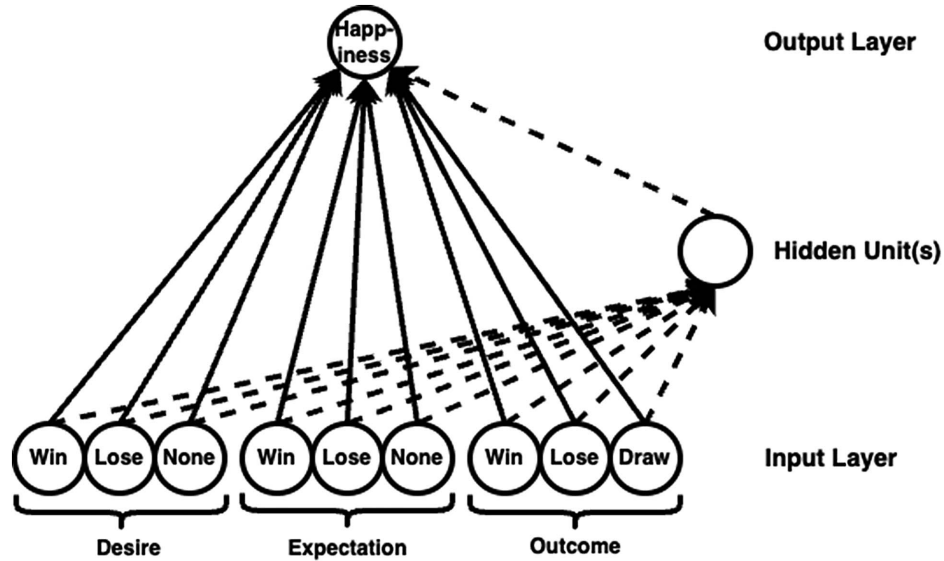 Happ-
iness
Output Layer
Hidden Unit(s)
Win Lose None Win Lose None Win Lose Draw Input Layer
Desire Expectation Outcome